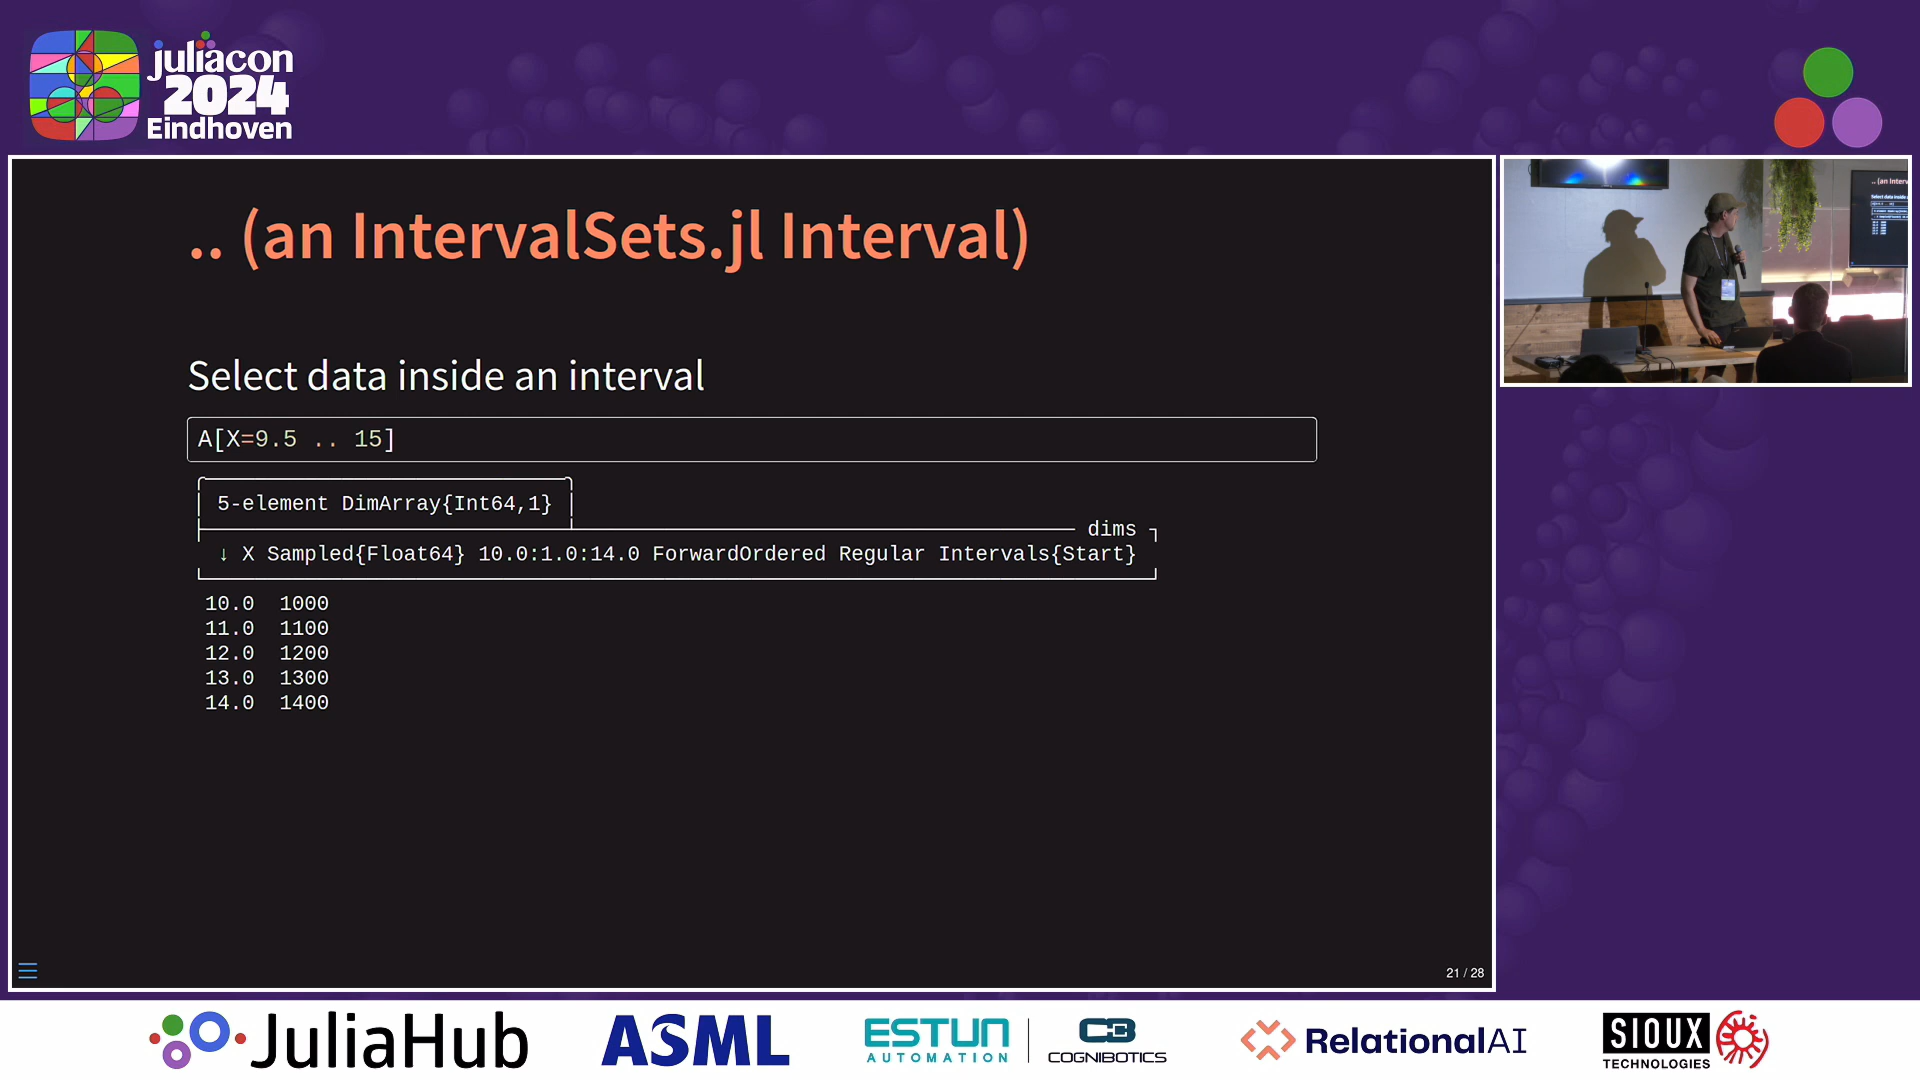 juliacon
2024
Eindhoven
.. (an IntervalSets.jl Interval)
Select data inside an interval
A[X=9.5 .. 15]
5-element DimArray{Int64,1}
dims
↓ X Sampled{Float64} 10.0:1.0:14.0 ForwardOrdered Regular Intervals{Start}
10.0 1000
11.0 1100
12.0 1200
13.0 1300
14.0 1400
21 / 28
JuliaHub
ASML
ESTUN
AUTOMATION
COGNIBOTICS
RelationalAI
SIOUX
TECHNOLOGIES